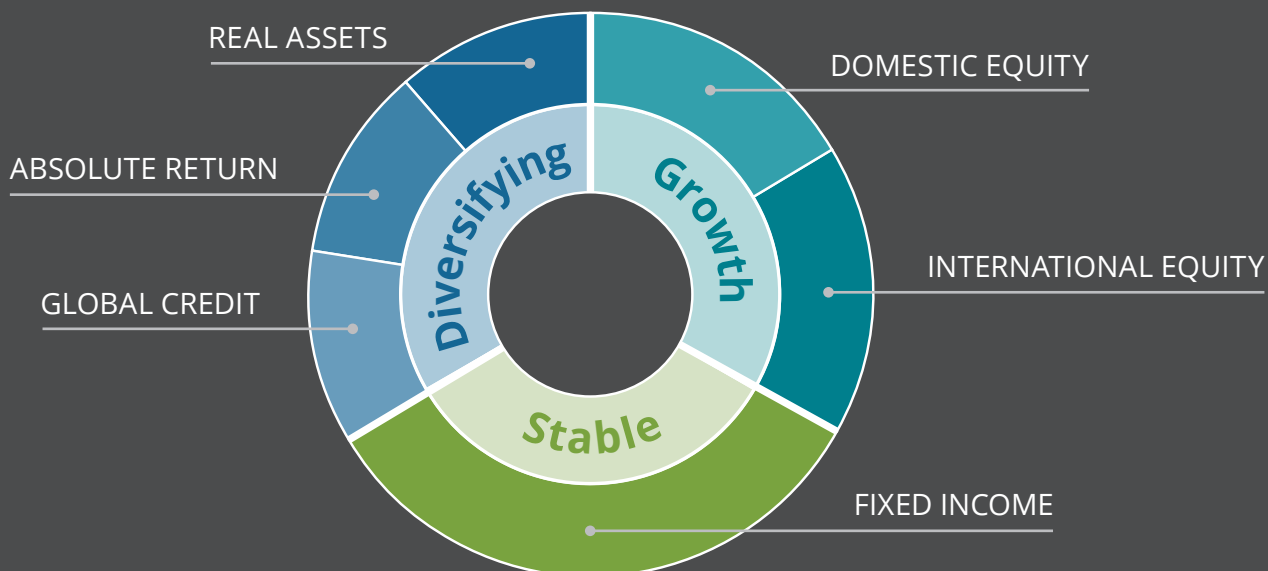 REAL ASSETS
DOMESTIC EQUITY
ABSOLUTE RETURN
Diversifying
Growth
INTERNATIONAL EQUITY
GLOBAL CREDIT
Stable
FIXED INCOME